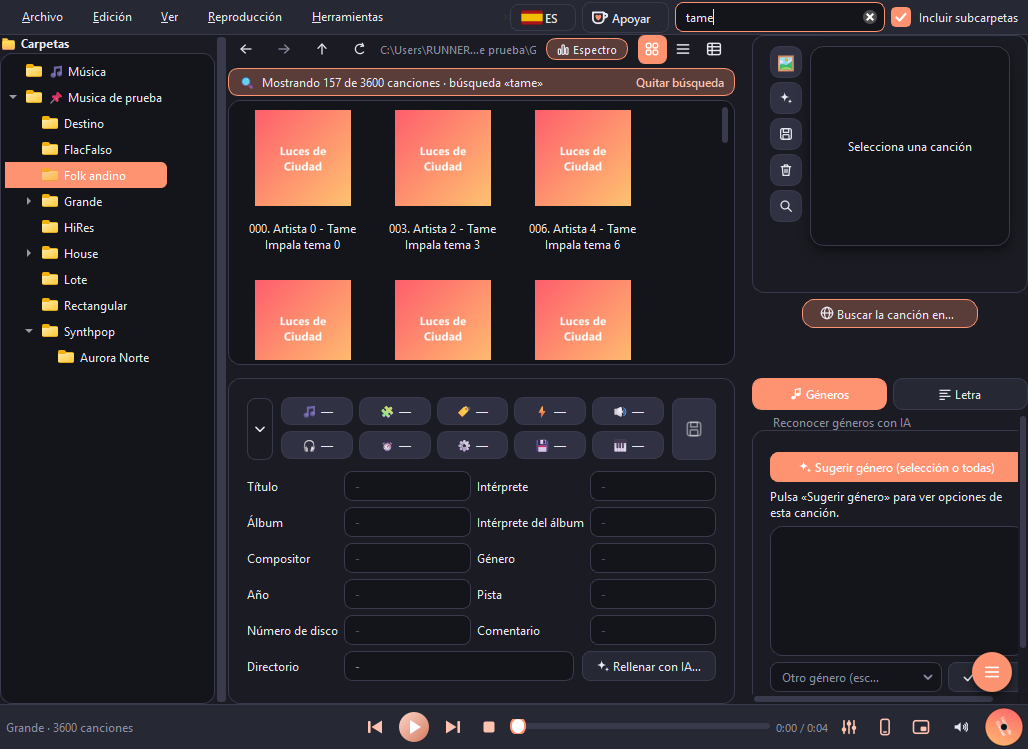 Archivo
Edición
Ver
Reproducción
Herramientas
ES
Apoyar
tame
Incluir subcarpetas
Carpetas
Música
Musica de prueba
Destino
FlacFalso
Folk andino
Grande
HiRes
House
Lote
Rectangular
Synthpop
Aurora Norte
C:\Users\RUNNER...e prueba\G
Espectro
Mostrando 157 de 3600 canciones · búsqueda «tame»
Quitar búsqueda
Luces de
Ciudad
Luces de
Ciudad
Luces de
Ciudad
000. Artista 0 - Tame
Impala tema 0
003. Artista 2 - Tame
Impala tema 3
006. Artista 4 - Tame
Impala tema 6
Luces de
Ciudad
Luces de
Ciudad
Luces de
Ciudad
Selecciona una canción
Buscar la canción en...
— — — — —
— — — — —
Título - Intérprete -
Álbum - Intérprete del álbum -
Compositor - Género -
Año - Pista -
Número de disco - Comentario -
Directorio - Rellenar con IA...
Géneros
Letra
Reconocer géneros con IA
Sugerir género (selección o todas)
Pulsa «Sugerir género» para ver opciones de
esta canción.
Otro género (esc...
Grande · 3600 canciones
0:00 / 0:04